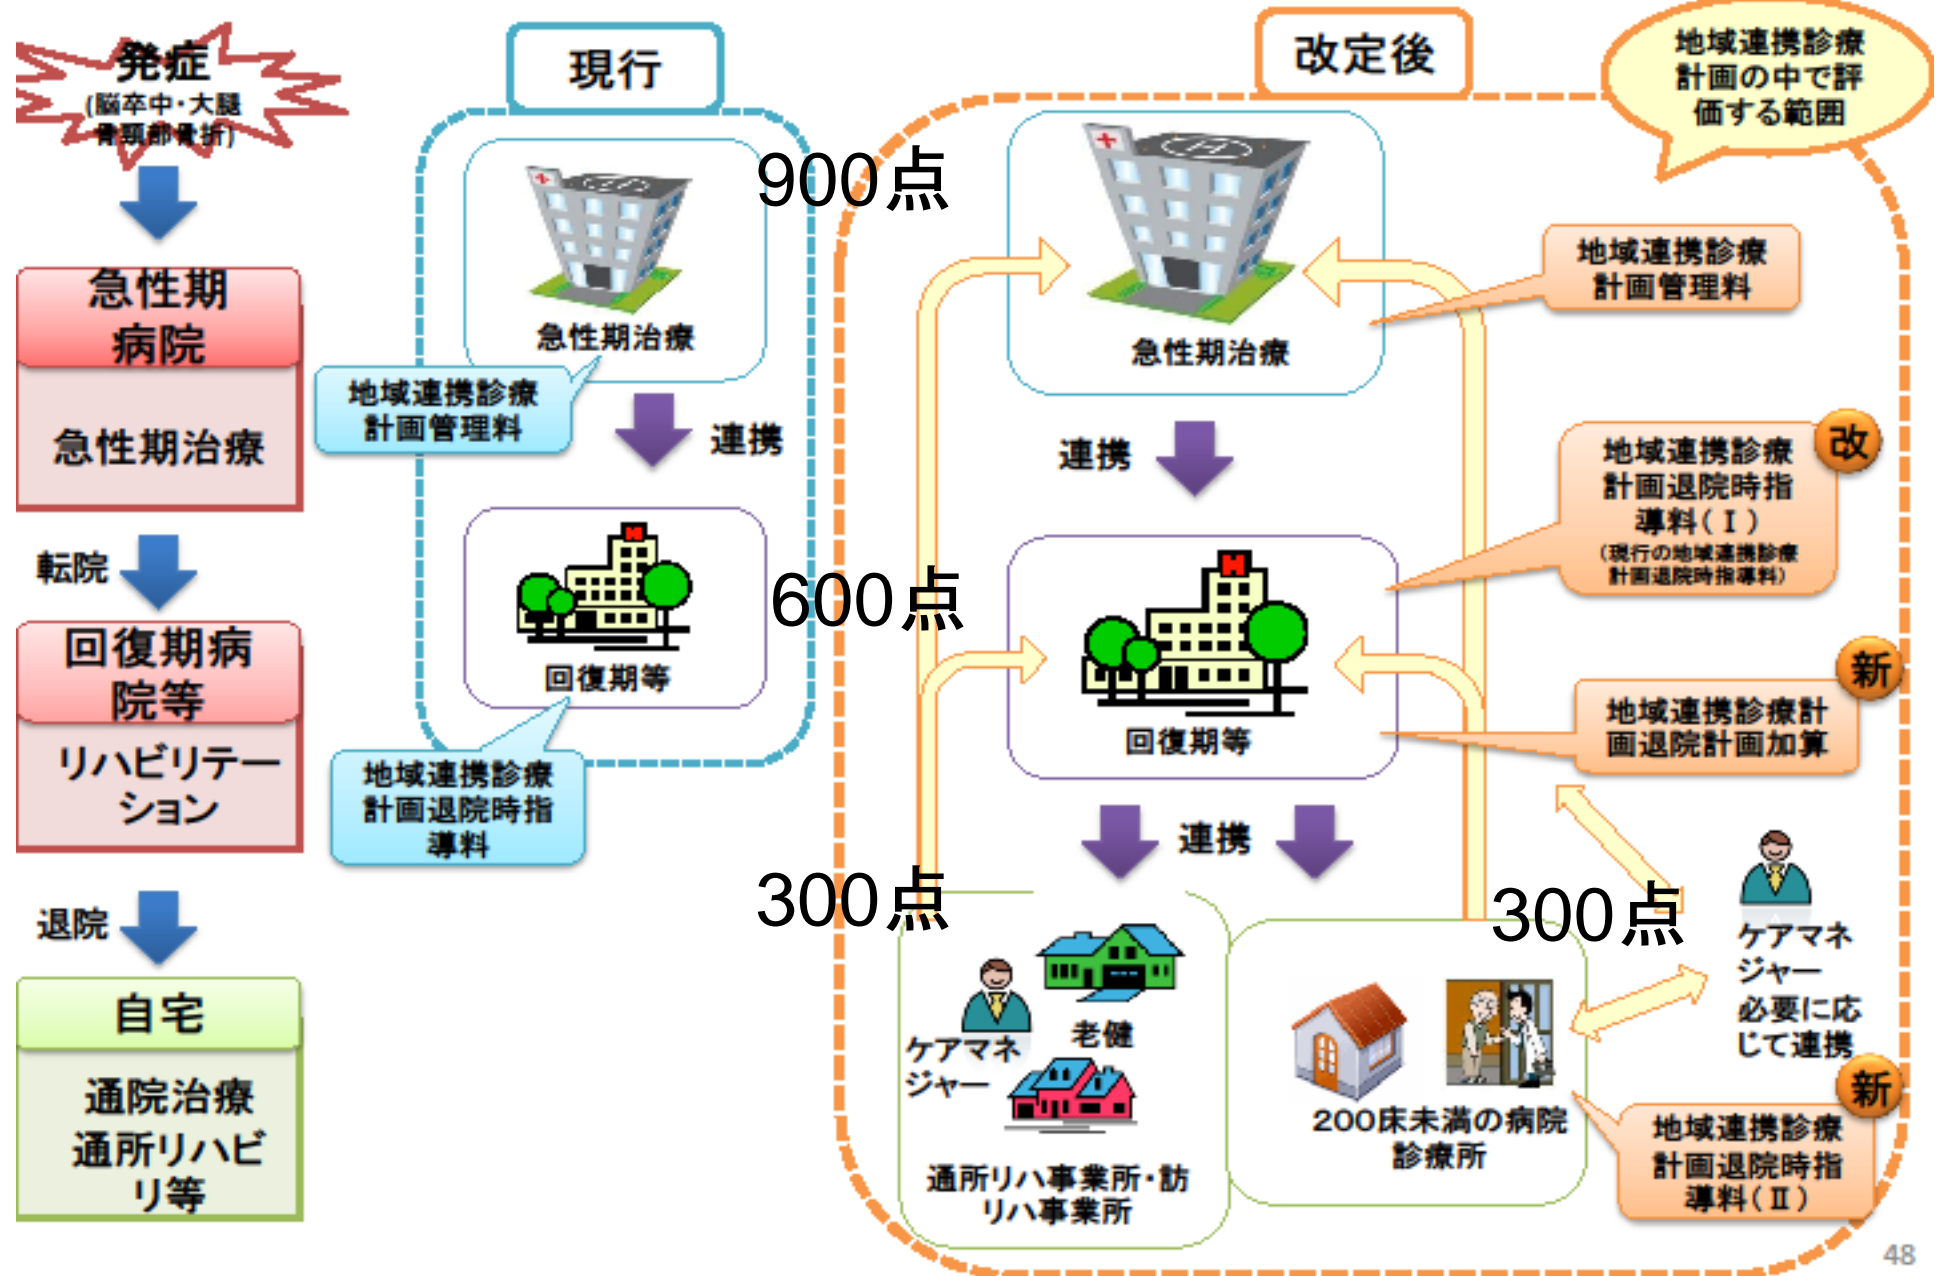 発症
(脳卒中・大腿
骨頸部骨折)
急性期
病院
急性期治療
転院
回復期病
院等
リハビリテー
ション
退院
自宅
通院治療
通所リハビ
リ等
現行
急性期治療
地域連携診療
計画管理料
連携
回復期等
地域連携診療
計画退院時指
導料
900点
600点
300点
改定後
地域連携診療
計画の中で評
価する範囲
急性期治療
地域連携診療
計画管理料
連携
地域連携診療
計画退院時指
導料(Ⅰ)
(現行の地域連携診療
計画退院時指導料)
改
回復期等
新
地域連携診療計
画退院計画加算
連携
300点
ケアマネ
ジャー
老健
通所リハ事業所・訪
リハ事業所
200床未満の病院
診療所
ケアマネ
ジャー
必要に応
じて連携
新
地域連携診療
計画退院時指
導料(Ⅱ)
48